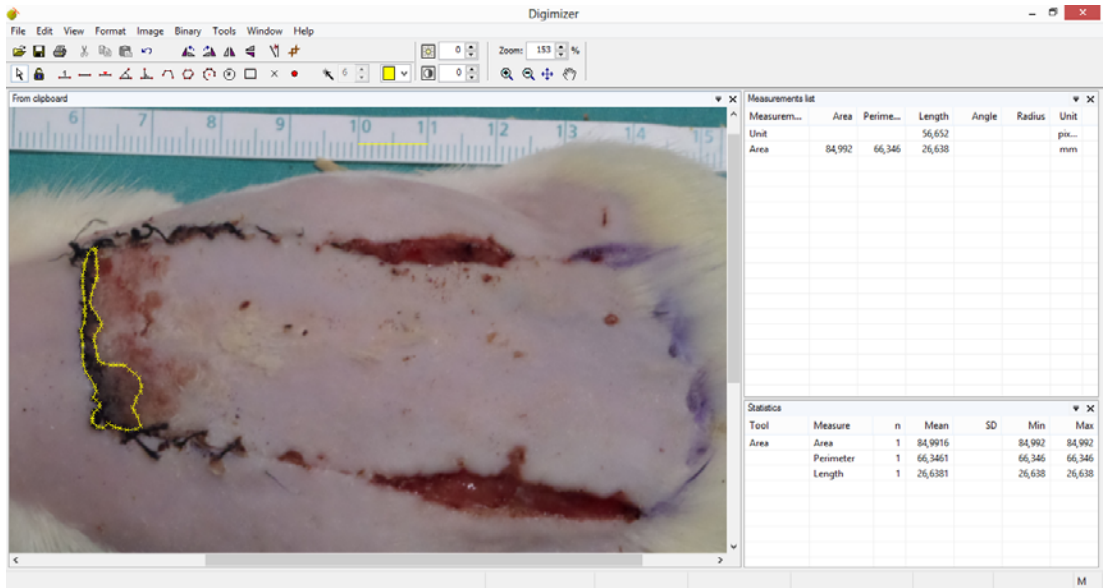 Digimizer
File Edit View Format Image Binary Tools Window Help
0 Zoom: 153 %
6 0
From clipboard
Measurements list
6 7 8 9 10 11 12 13 14 15
Measurem... Area Perime... Length Angle Radius Unit
Unit 56,652 pix...
Area 84,992 66,346 26,638 mm
Statistics
Tool Measure n Mean SD Min Max
Area Area 1 84,9916 84,992 84,992
Perimeter 1 66,3461 66,346 66,346
Length 1 26,6381 26,638 26,638
M